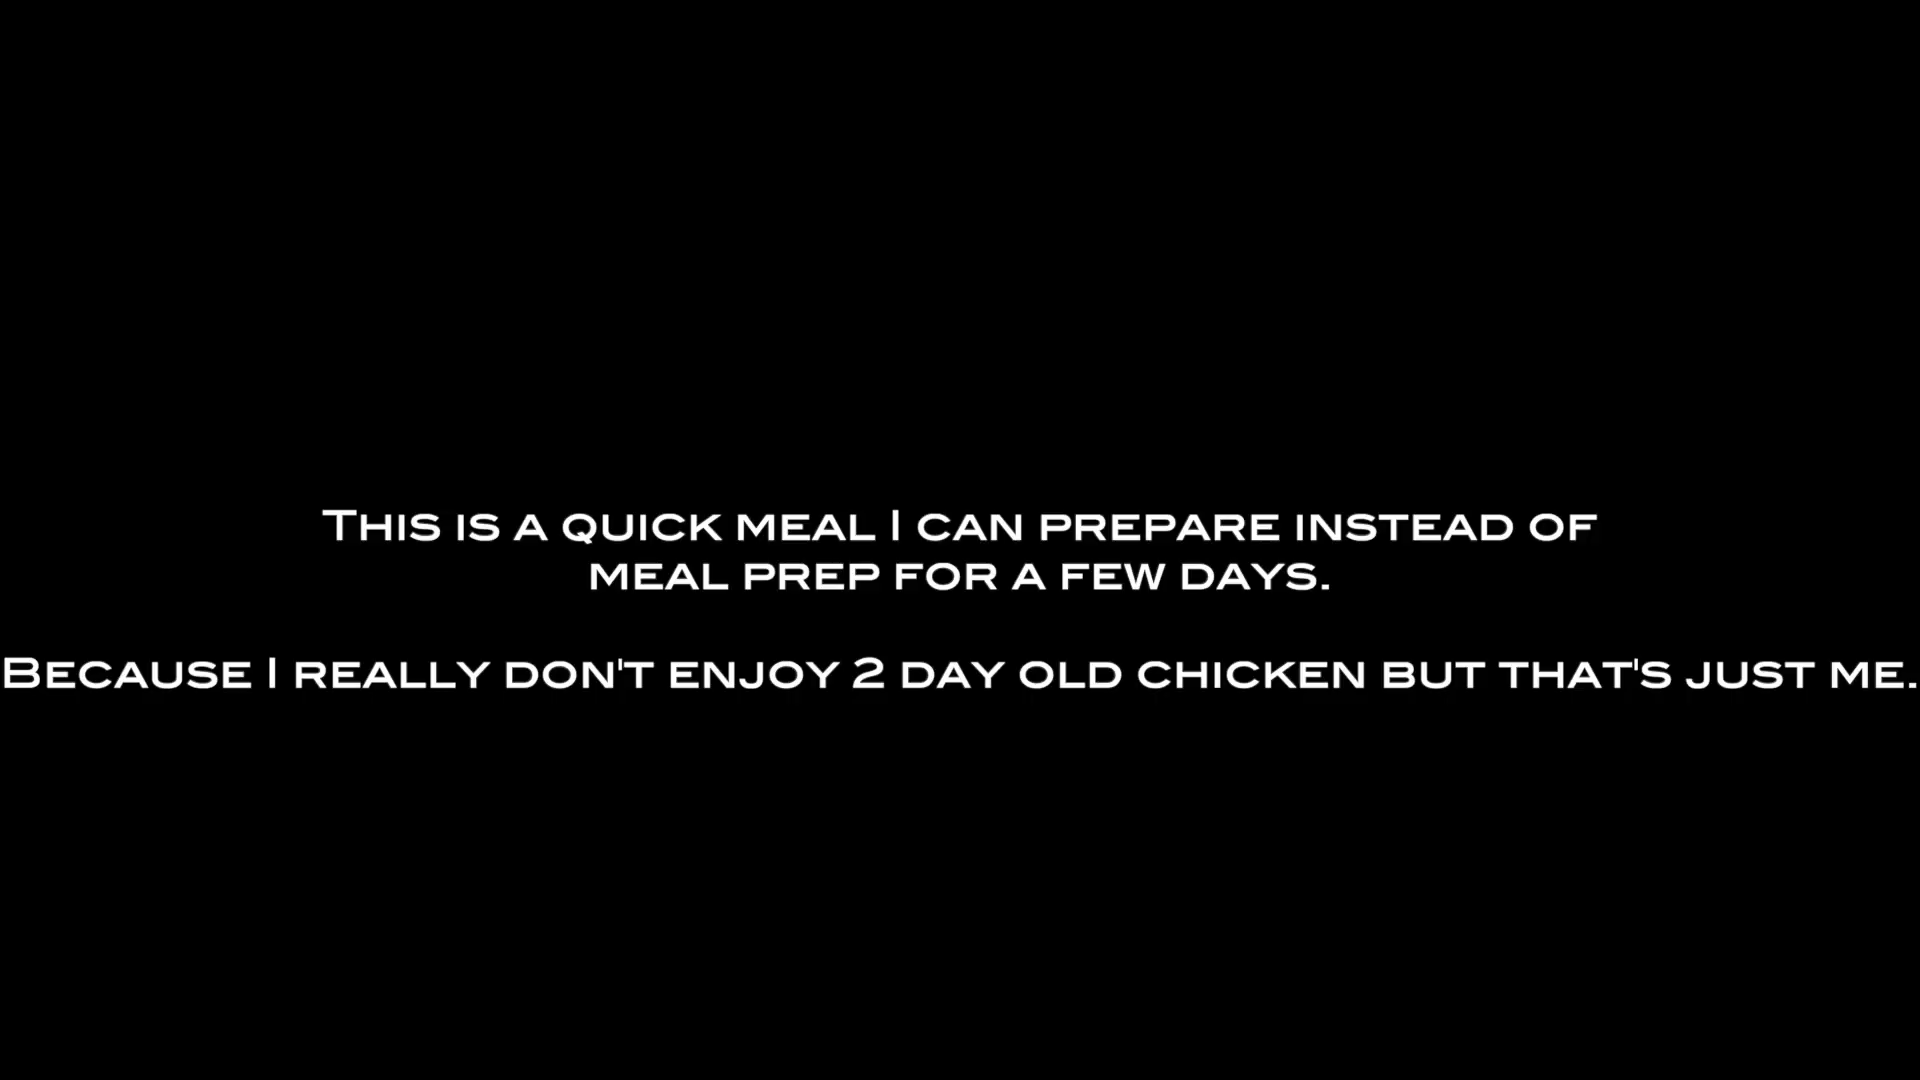 This is a quick meal I can prepare instead of
meal prep for a few days.
Because I really don't enjoy 2 day old chicken but that's just me.